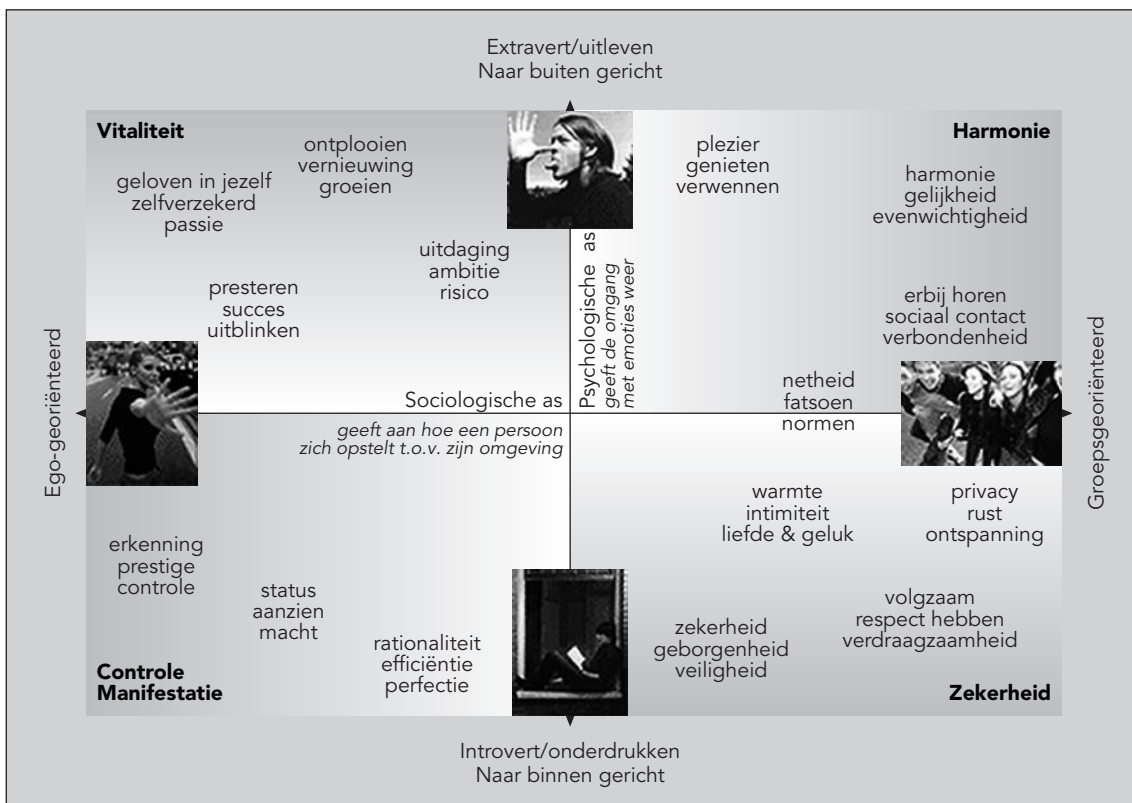 Extravert/uitleven
Naar buiten gericht
Vitaliteit
ontplooien
vernieuwing
groeien
geloven in jezelf
zelfverzekerd
passie
uitdaging
ambitie
risico
presteren
succes
uitblinken
plezier
genieten
verwennen
Harmonie
harmonie
gelijkheid
evenwichtigheid
erbij horen
sociaal contact
verbondenheid
netheid
fatsoen
normen
Psychologische as
geeft de omgang
met emoties weer
Ego-georiënteerd
Sociologische as
geeft aan hoe een persoon
zich opstelt t.o.v. zijn omgeving
Groepsgeoriënteerd
erkenning
prestige
controle
status
aanzien
macht
rationaliteit
efficiëntie
perfectie
Controle
Manifestatie
warmte
intimiteit
liefde & geluk
privacy
rust
ontspanning
zekerheid
geborgenheid
veiligheid
volgzaam
respect hebben
verdraagzaamheid
Zekerheid
Introvert/onderdrukken
Naar binnen gericht